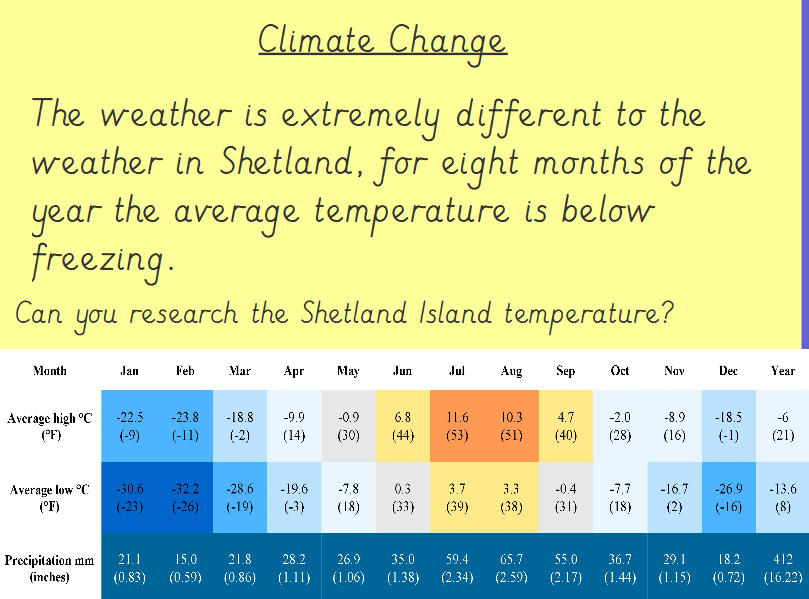 Climate Change
The weather is extremely different to the
weather in Shetland, for eight months of the
year the average temperature is below
freezing.
Can you research the Shetland Island temperature?
Month Jan Feb Mar Apr May Jun Jul Aug Sep Oct Nov Dec Year
Average high °C -22.5 -23.8 -18.8 -9.9 -0.9 6.8 11.6 10.3 4.7 -2.0 -8.9 -18.5 -6
(°F) (-9) (-11) (-2) (14) (30) (44) (53) (51) (40) (28) (16) (-1) (21)
Average low °C -30.6 -32.2 -28.6 -19.6 -7.8 0.3 3.7 3.3 -0.4 -7.7 -16.7 -26.9 -13.6
(°F) (-23) (-26) (-19) (-3) (18) (33) (39) (38) (31) (18) (2) (-16) (8)
Precipitation mm 21.1 15.0 21.8 28.2 26.9 35.0 59.4 65.7 55.0 36.7 29.1 18.2 412
(inches) (0.83) (0.59) (0.86) (1.11) (1.06) (1.38) (2.34) (2.59) (2.17) (1.44) (1.15) (0.72) (16.22)